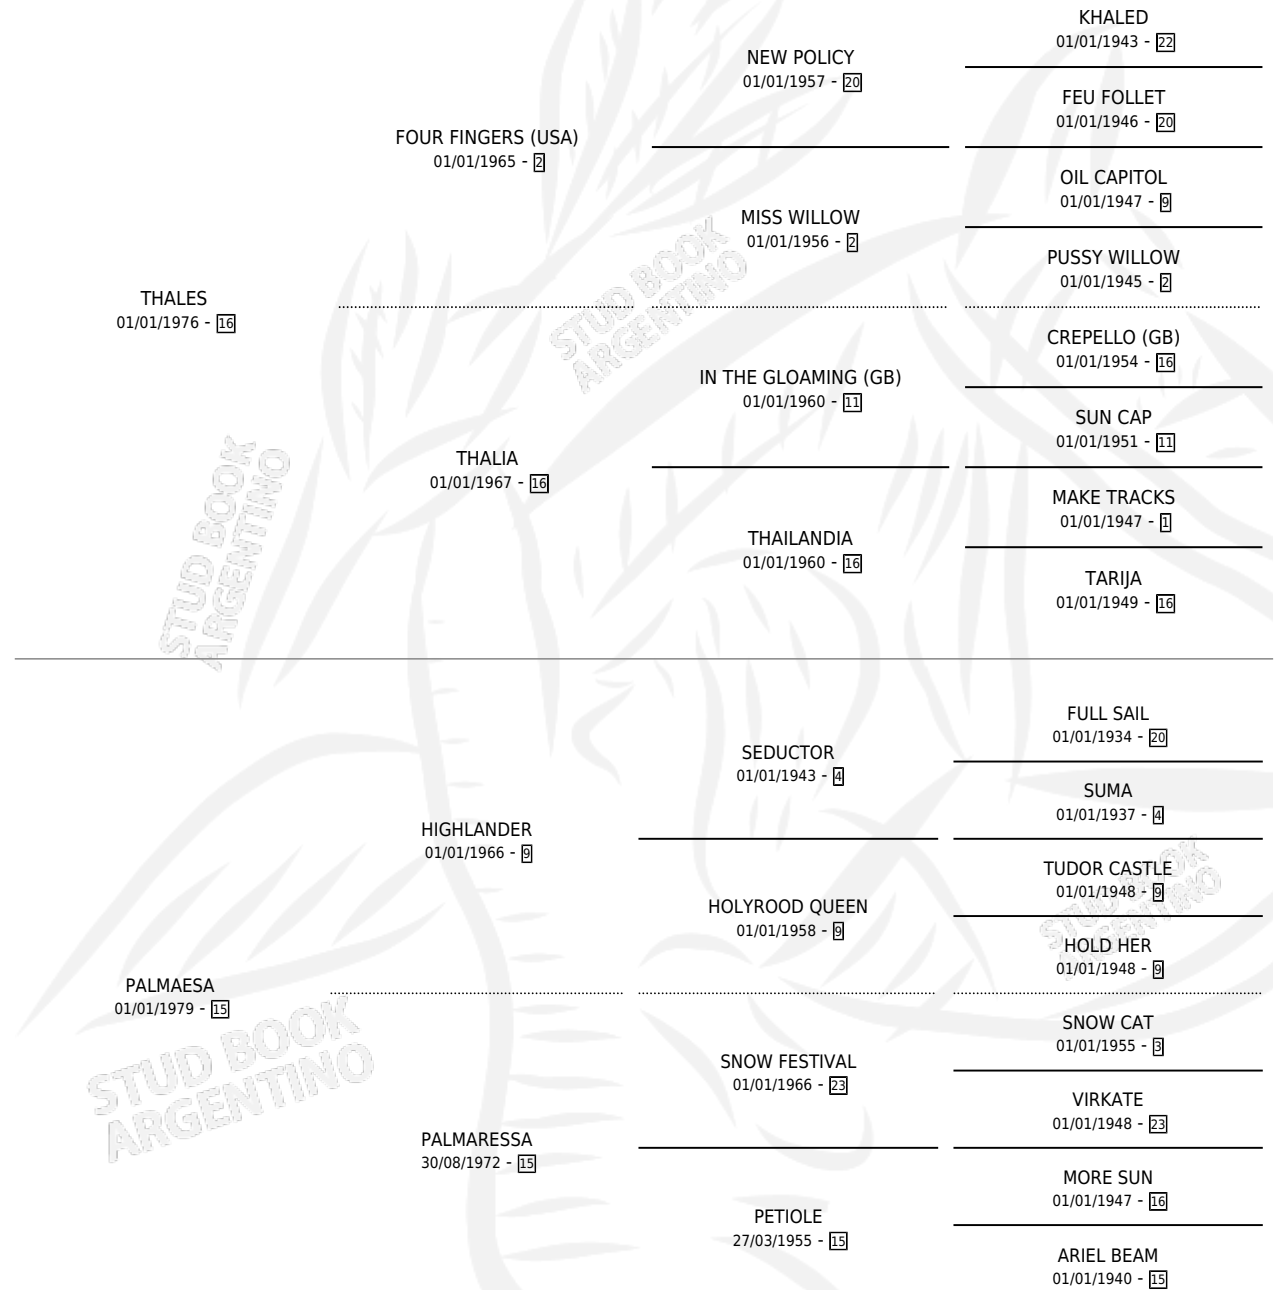 KHALED
01/01/1943 - 22
NEW POLICY
01/01/1957 - 20
FEU FOLLET
01/01/1946 - 20
FOUR FINGERS (USA)
01/01/1965 - 2
OIL CAPITOL
01/01/1947 - 9
MISS WILLOW
01/01/1956 - 2
PUSSY WILLOW
01/01/1945 - 2
STUD BOOK
ARGENTINO
THALES
01/01/1976 - 16
CREPELLO (GB)
01/01/1954 - 16
IN THE GLOAMING (GB)
01/01/1960 - 11
SUN CAP
01/01/1951 - 11
THALIA
01/01/1967 - 16
MAKE TRACKS
01/01/1947 - 1
THAILANDIA
01/01/1960 - 16
TARIJA
01/01/1949 - 16
STUD BOOK
ARGENTINO
FULL SAIL
01/01/1934 - 20
SEDUCTOR
01/01/1943 - 4
SUMA
01/01/1937 - 4
HIGHLANDER
01/01/1966 - 9
TUDOR CASTLE
01/01/1948 - 9
HOLYROOD QUEEN
01/01/1958 - 9
HOLD HER
01/01/1948 - 9
STUD BOOK
ARGENTINO
PALMAESA
01/01/1979 - 15
SNOW CAT
01/01/1955 - 3
SNOW FESTIVAL
01/01/1966 - 23
VIRKATE
01/01/1948 - 23
STUD BOOK
ARGENTINO
PALMARESSA
30/08/1972 - 15
MORE SUN
01/01/1947 - 16
PETIOLE
27/03/1955 - 15
ARIEL BEAM
01/01/1940 - 15